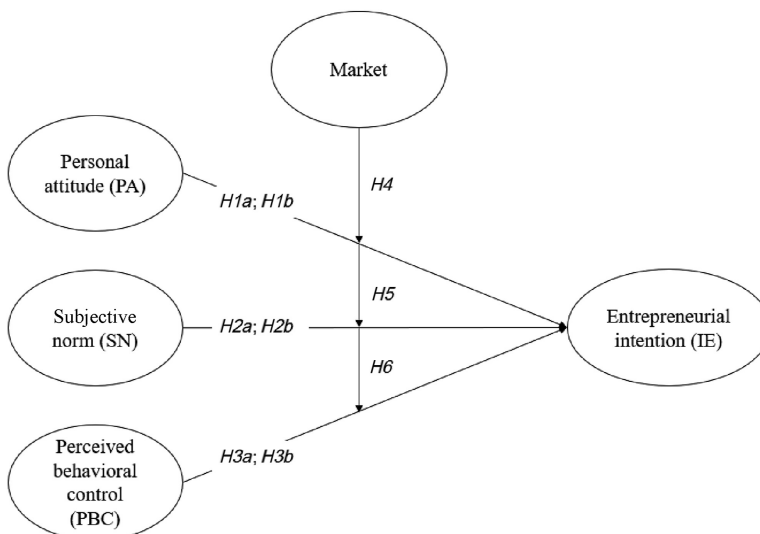 Market
Personal
attitude (PA)
H4
H1a; H1b
H5
Subjective
norm (SN)
H2a; H2b
Entrepreneurial
intention (IE)
H6
Perceived
behavioral
control
(PBC)
H3a; H3b